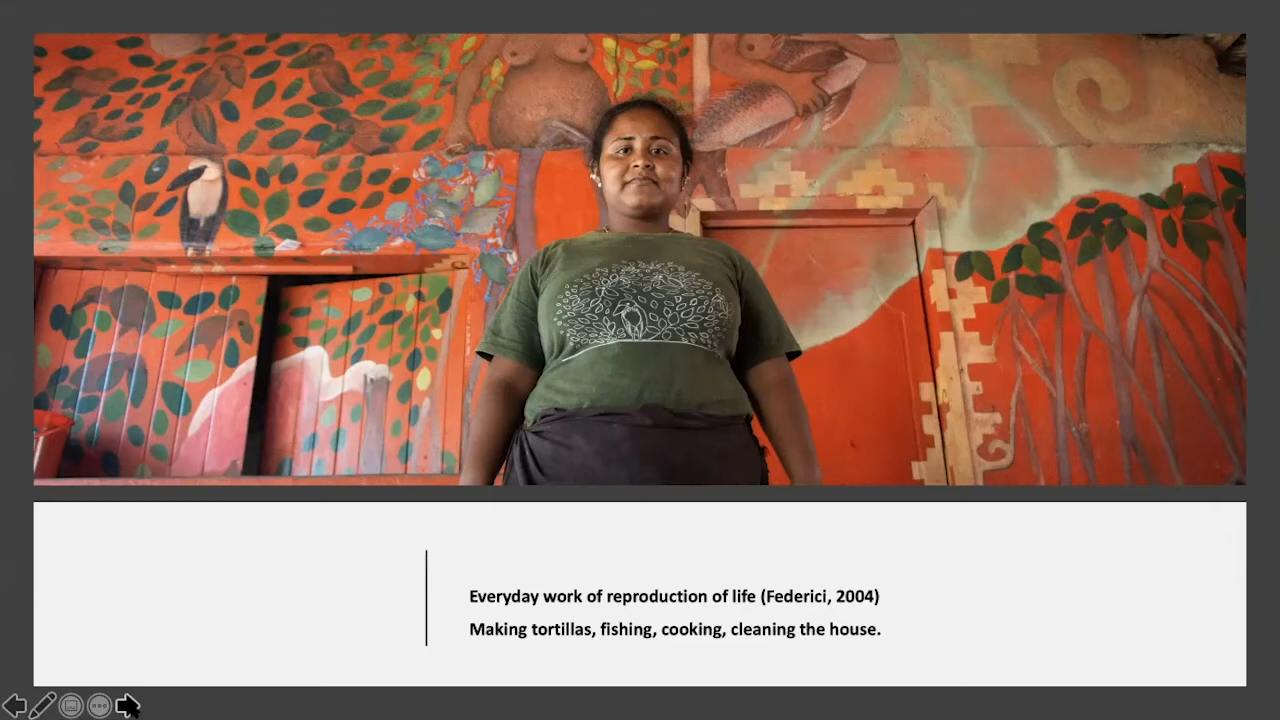 Everyday work of reproduction of life (Federici, 2004)
Making tortillas, fishing, cooking, cleaning the house.